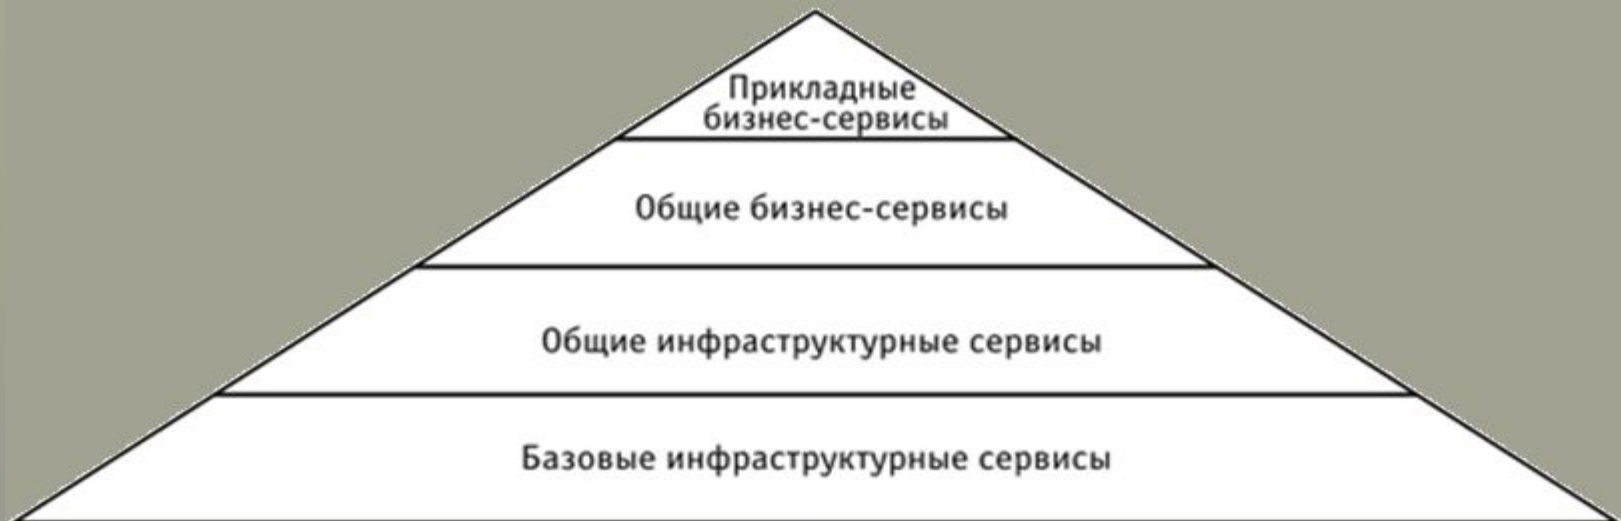 Прикладные
бизнес-сервисы
Общие бизнес-сервисы
Общие инфраструктурные сервисы
Базовые инфраструктурные сервисы